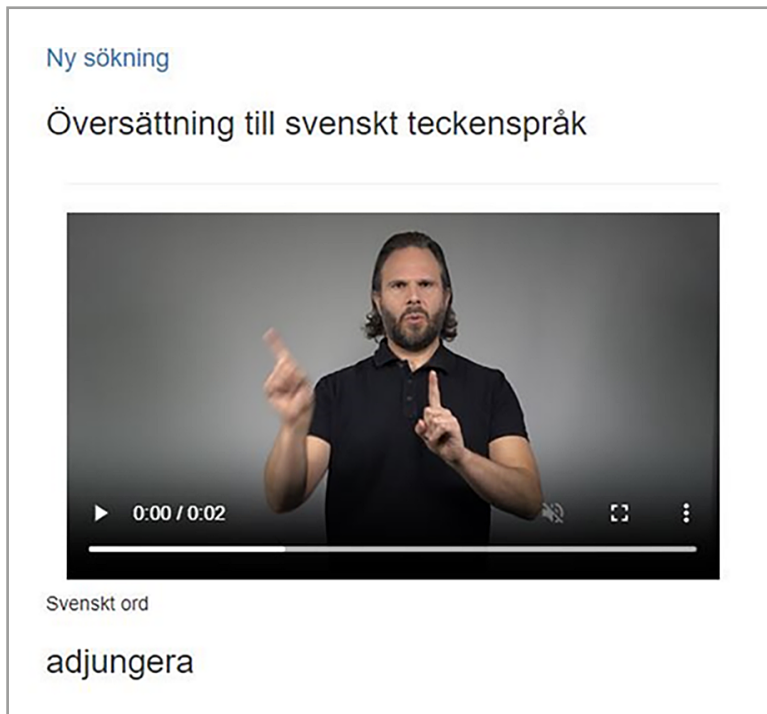 Ny sökning
Översättning till svenskt teckenspråk
0:00 / 0:02
Svenskt ord
adjungera